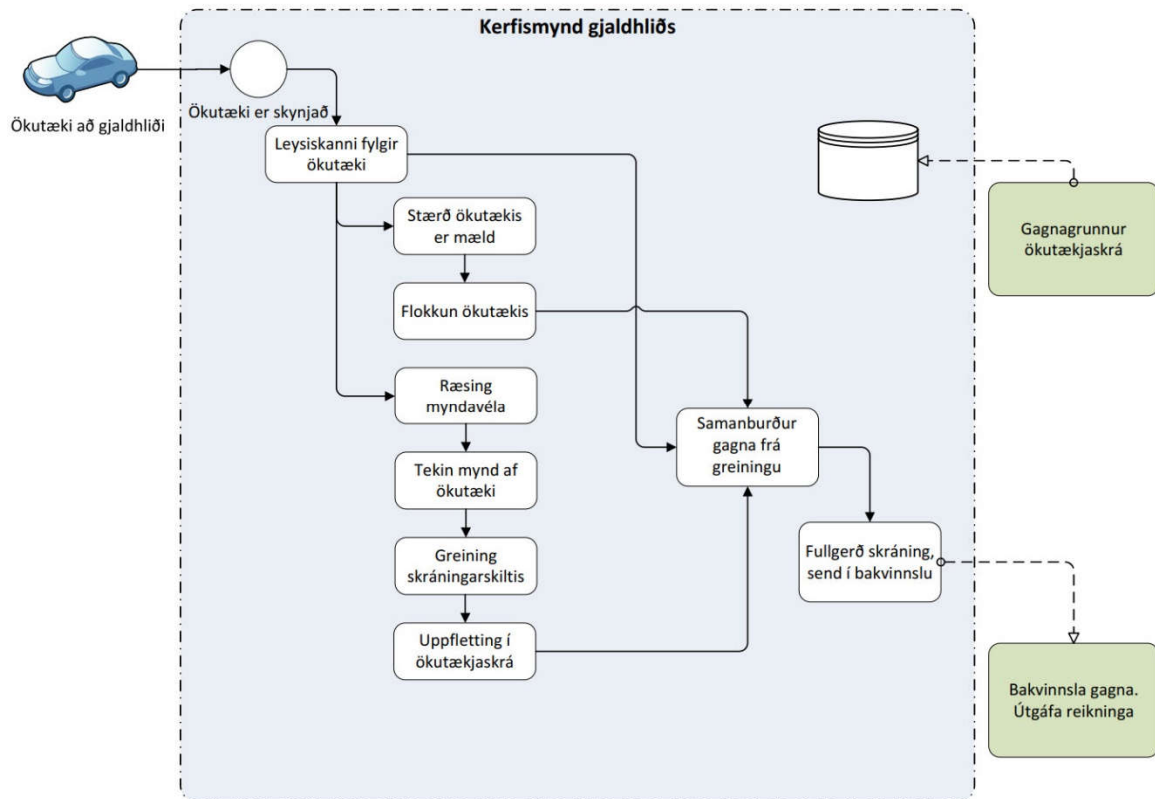 Kerfismynd gjaldhliðs
Ökutæki að gjaldhliði
Ökutæki er skynjað
Leysiskanni fylgir
ökutæki
Stærð ökutækis
er mæld
Flokkun ökutækis
Ræsing
myndavéla
Tekin mynd af
ökutæki
Greining
skráningarskiltis
Uppfletting í
ökutækjaskrá
Samanburður
gagna frá
greiningu
Fullgerð skráning,
send í bakvinnslu
Gagnagrunnur
ökutækjaskrá
Bakvinnsla gagna.
Útgáfa reikninga